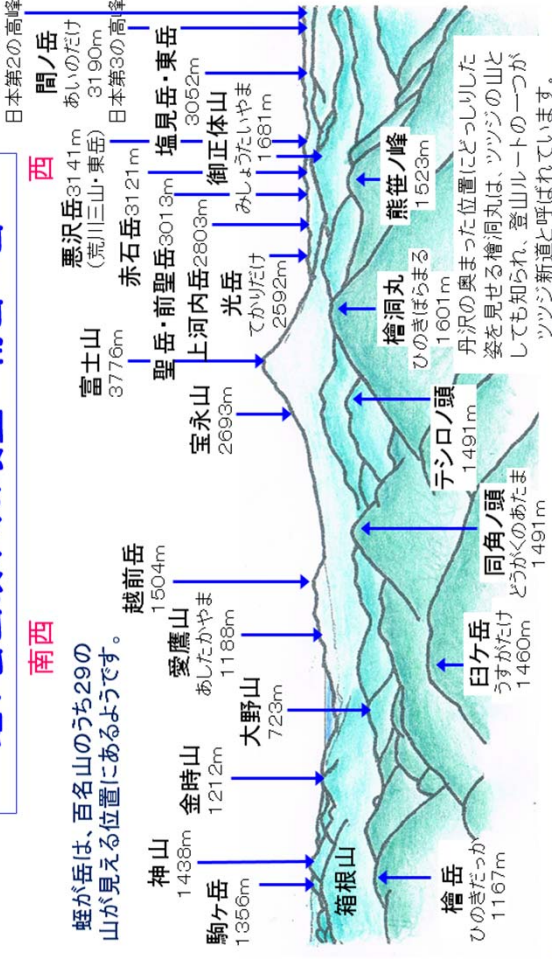 南西
西
蛭が岳は、百名山のうち29の
山が見える位置にあるようです。
駒ヶ岳
1356m
神山
1438m
金時山
1212m
大野山
723m
愛鷹山
あしたかやま
1188m
越前岳
1504m
宝永山
2693m
富士山
3776m
光岳
てかりだけ
2592m
上河内岳2803m
聖岳・前聖岳3013m
赤石岳3121m
悪沢岳3141m
(荒川三山・東岳)
御正体山
みしょうたいやま
1681m
塩見岳・東岳
3052m
間ノ岳
あいのだけ
3190m
日本第3の高峰
日本第2の高峰
箱根山
檜岳
ひのきだっか
1167m
臼ケ岳
うすがたけ
1460m
同角ノ頭
どうがくのあたま
1491m
テシロノ頭
1491m
檜洞丸
ひのきぼらまる
1601m
熊笹ノ峰
1523m
丹沢の奥まった位置にどっしりした
姿を見せる檜洞丸は、ツツジの山と
しても知られ、登山ルートの一つが
ツツジ新道と呼ばれています。